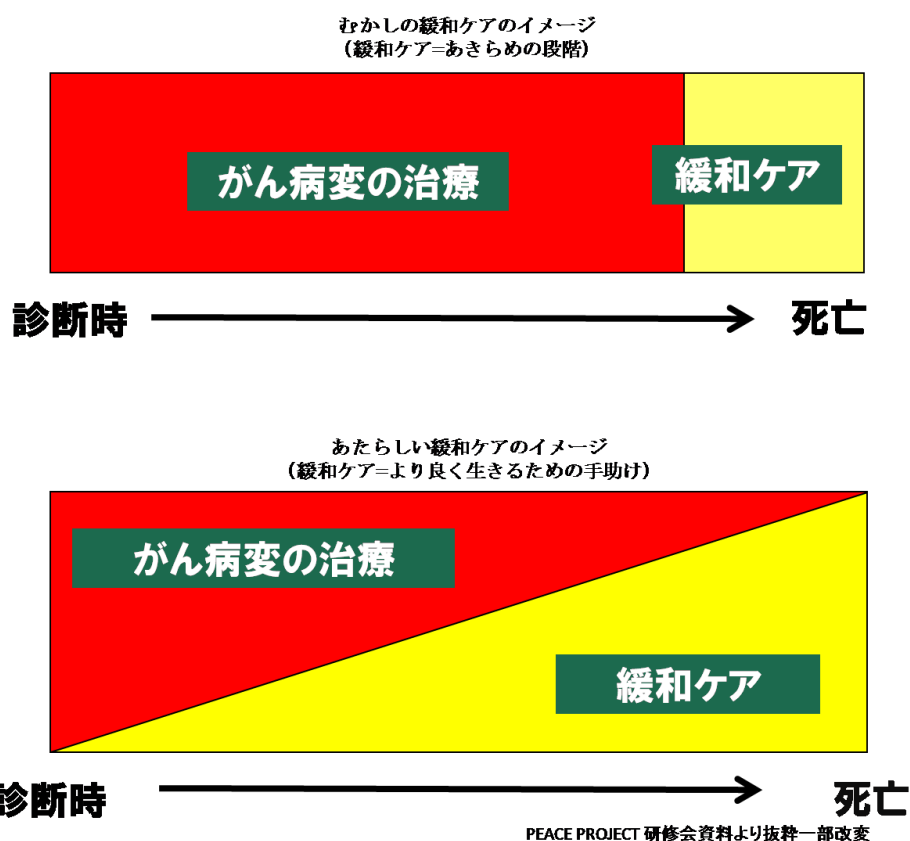 むかしの緩和ケアのイメージ
（緩和ケア=あきらめの段階）
がん病変の治療
緩和ケア
診断時
死亡
あたらしい緩和ケアのイメージ
（緩和ケア=より良く生きるための手助け）
がん病変の治療
緩和ケア
診断時
死亡
PEACE PROJECT 研修会資料より抜粋一部改変